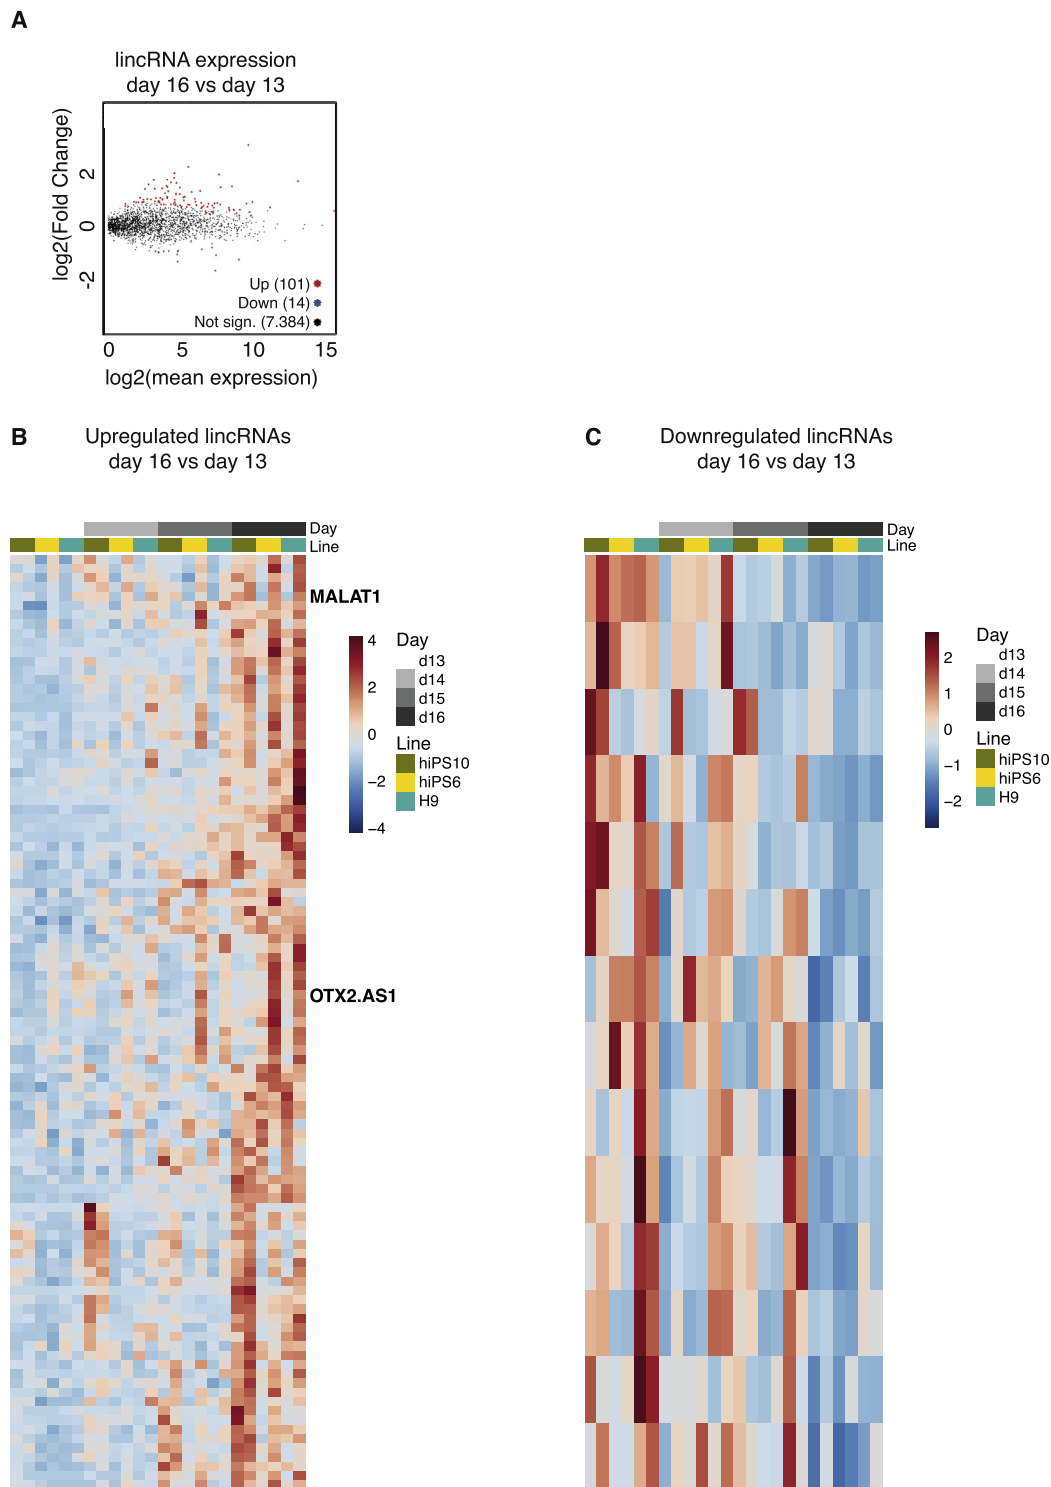 A
lincRNA expression
day 16 vs day 13
log2(Fold Change)
2
0
-2
Up (101)
Down (14)
Not sign. (7.384)
0 5 10 15
log2(mean expression)
B
Upregulated lincRNAs
day 16 vs day 13
Day
Line
MALAT1
OTX2.AS1
4
2
0
−2
−4
Day
d13
d14
d15
d16
Line
hiPS10
hiPS6
H9
C
Downregulated lincRNAs
day 16 vs day 13
Day
Line
2
1
0
−1
−2
Day
d13
d14
d15
d16
Line
hiPS10
hiPS6
H9